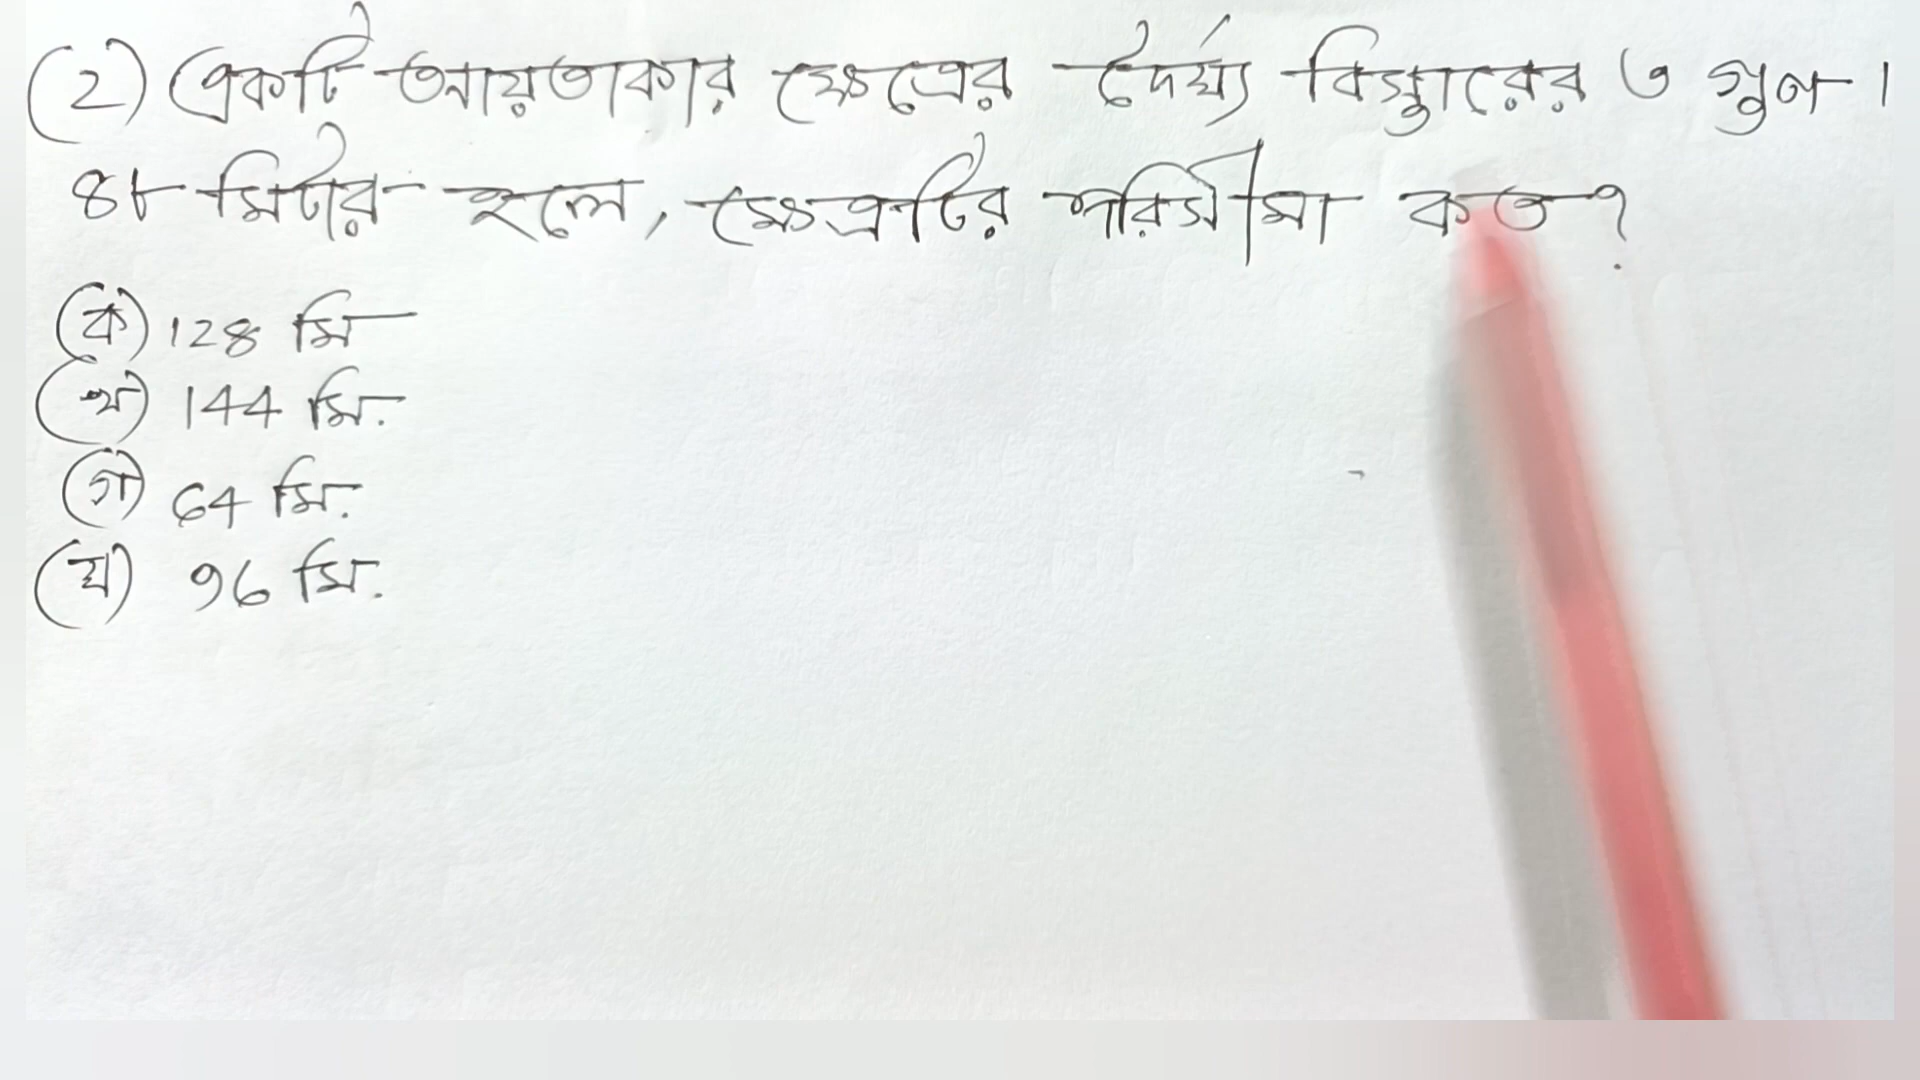 (2) একটি আয়তাকার ক্ষেত্রের দৈর্ঘ্য বিস্তারের ৩ গুণ।
৪৮ মিটার হলে, ক্ষেত্রটির পরিসীমা কত?
(ক) 128 মি
(খ) 144 মি.
(গ) 64 মি.
(ঘ) 96 মি.